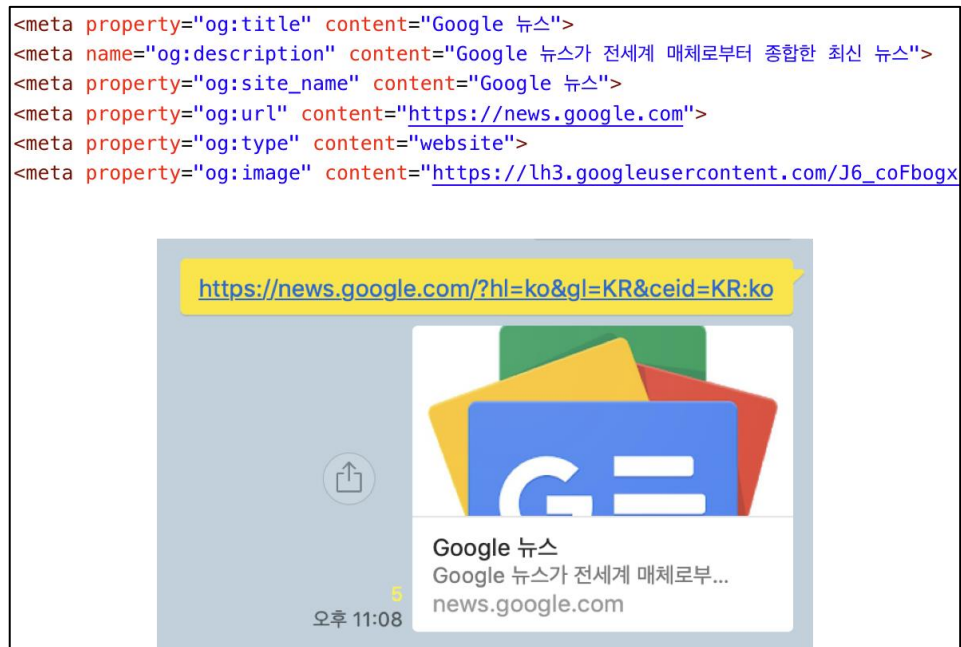 <meta property="og:title" content="Google 뉴스">
<meta name="og:description" content="Google 뉴스가 전세계 매체로부터 종합한 최신 뉴스">
<meta property="og:site_name" content="Google 뉴스">
<meta property="og:url" content="https://news.google.com">
<meta property="og:type" content="website">
<meta property="og:image" content="https://lh3.googleusercontent.com/J6_coFbogx
https://news.google.com/?hl=ko&gl=KR&ceid=KR:ko
G
Google 뉴스
Google 뉴스가 전세계 매체로부...
news.google.com
5
오후 11:08